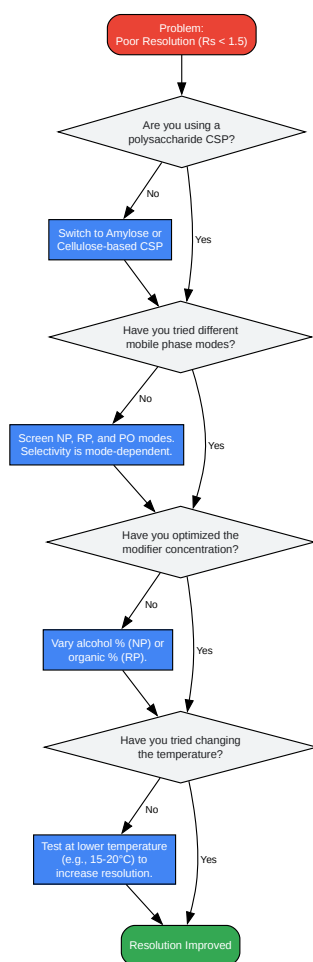 Problem:
Poor Resolution (Rs < 1.5)
Are you using a
polysaccharide CSP?
No
Switch to Amylose or
Cellulose-based CSP
Yes
Have you tried different
mobile phase modes?
No
Screen NP, RP, and PO modes.
Selectivity is mode-dependent.
Yes
Have you optimized the
modifier concentration?
No
Vary alcohol % (NP) or
organic % (RP).
Yes
Have you tried changing
the temperature?
No
Test at lower temperature
(e.g., 15-20°C) to
increase resolution.
Yes
Resolution Improved